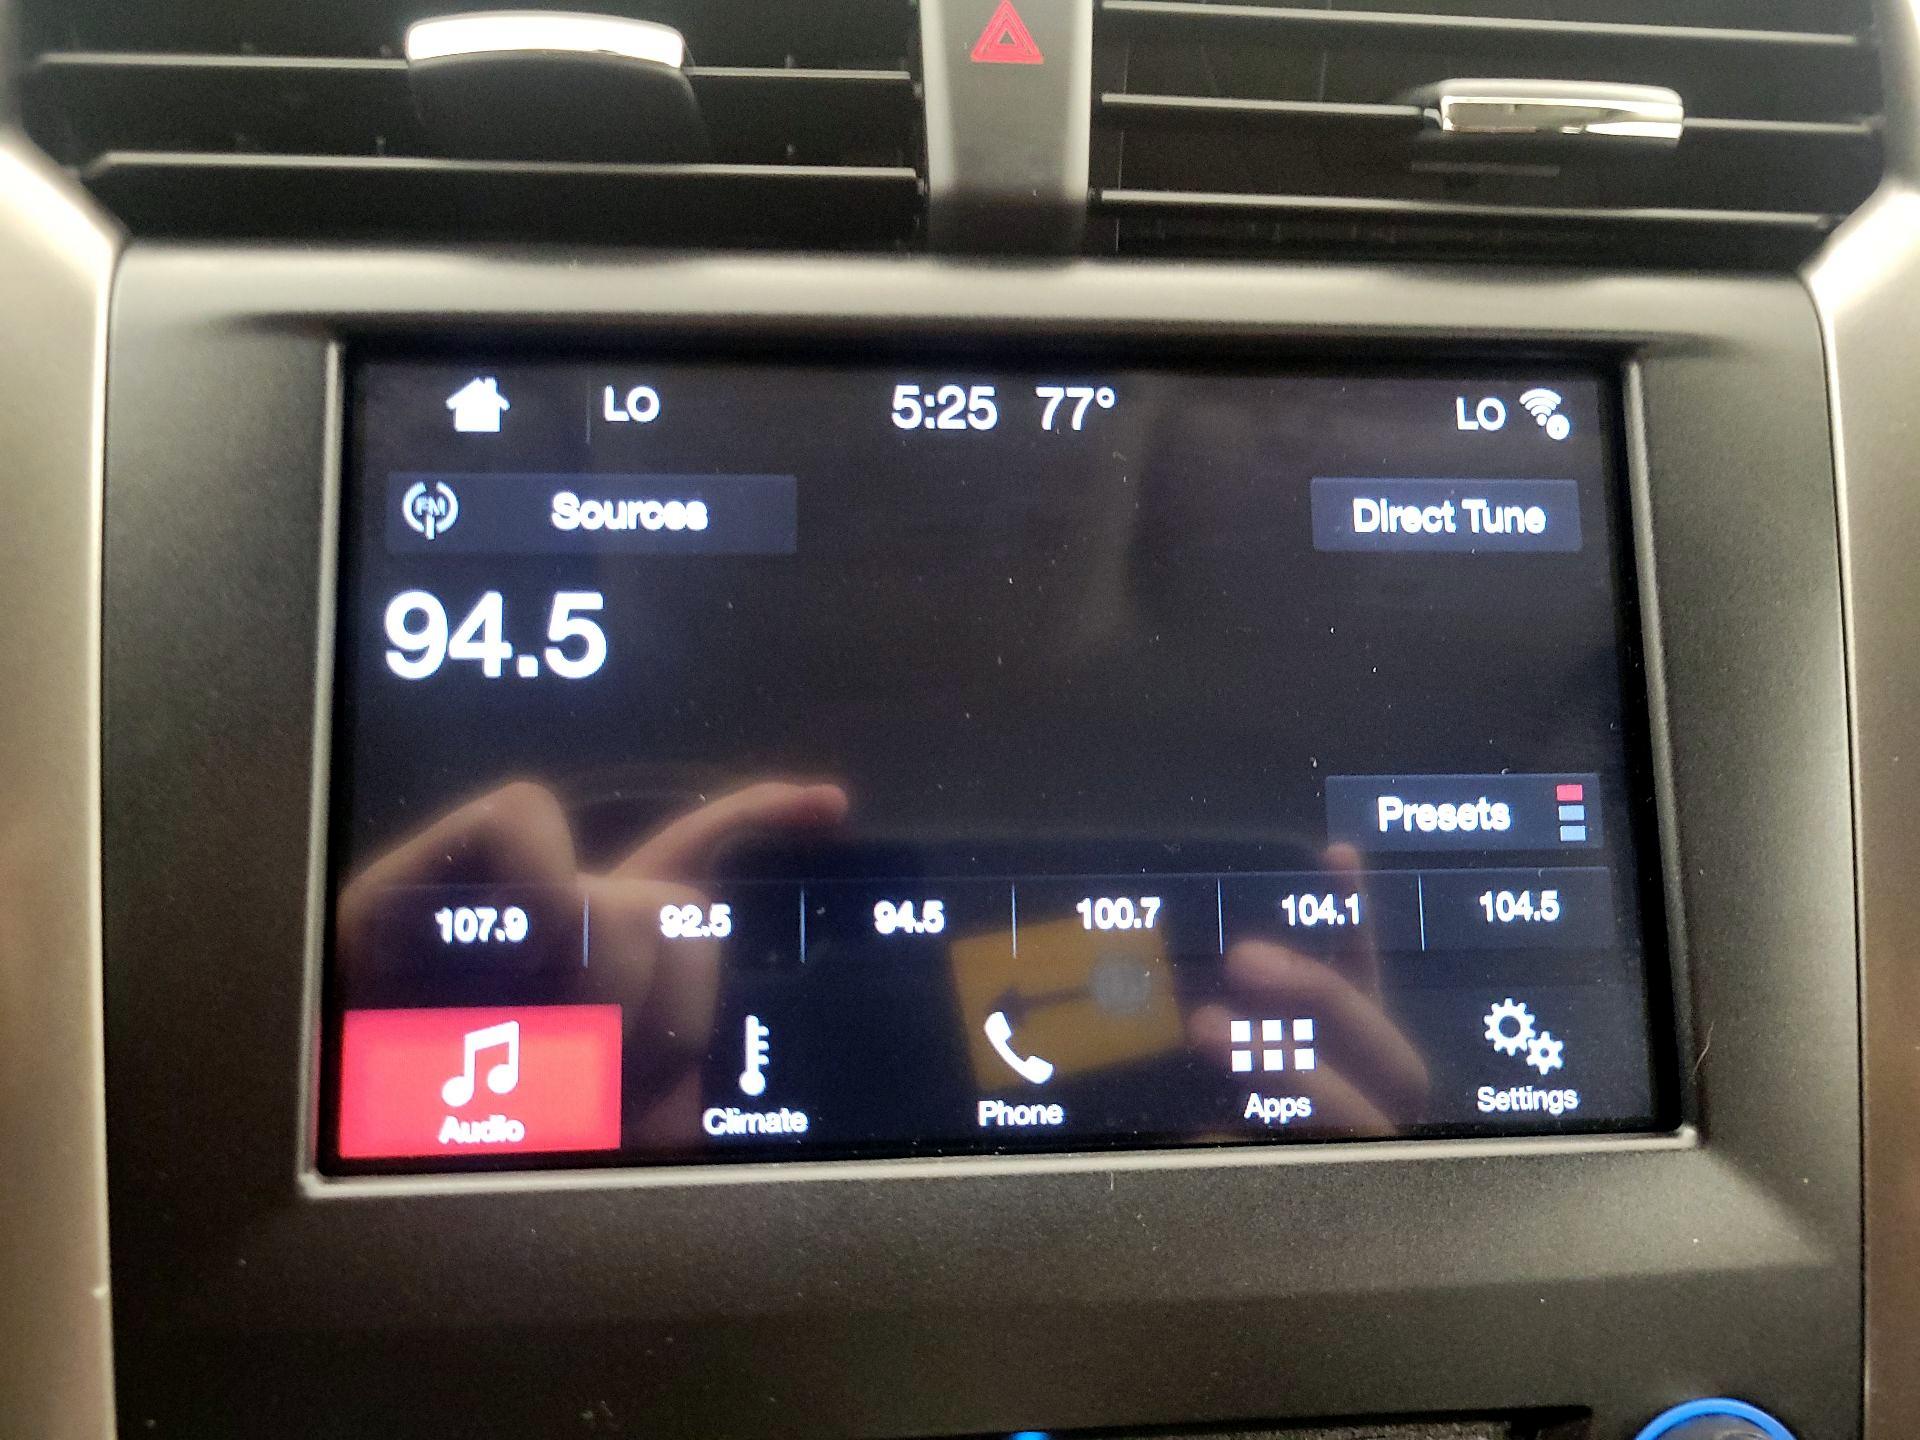 LO 5:25 77° LO
FM Sources Direct Tune
94.5
Presets
107.9 92.5 94.5 100.7 104.1 104.5
Audio Climate Phone Apps Settings